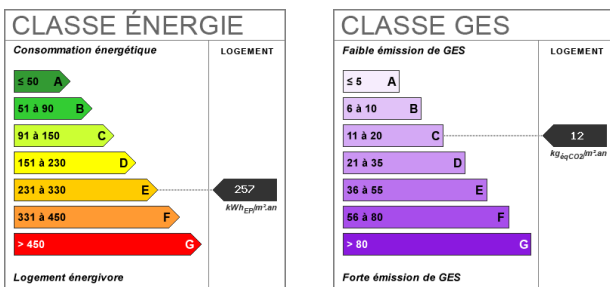 CLASSE ÉNERGIE
Consommation énergétique
LOGEMENT
≤ 50 A
51 à 90 B
91 à 150 C
151 à 230 D
231 à 330 E
257
kWhEP/m².an
331 à 450 F
> 450 G
Logement énergivore
CLASSE GES
Faible émission de GES
LOGEMENT
≤ 5 A
6 à 10 B
11 à 20 C
12
kgéqCO2/m².an
21 à 35 D
36 à 55 E
56 à 80 F
> 80 G
Forte émission de GES